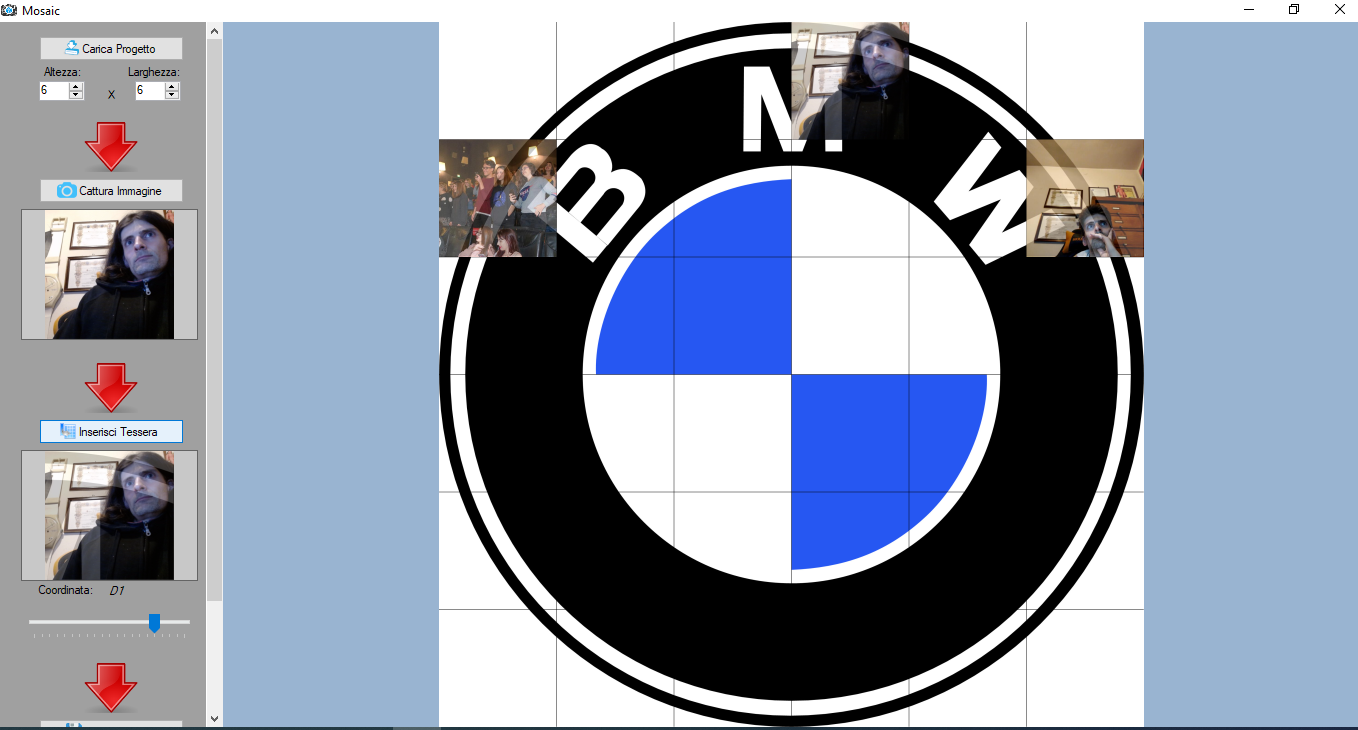 Mosaic
Carica Progetto
Altezza:
Larghezza:
6
X
6
Cattura Immagine
Inserisci Tessera
Coordinata: D1
B M W